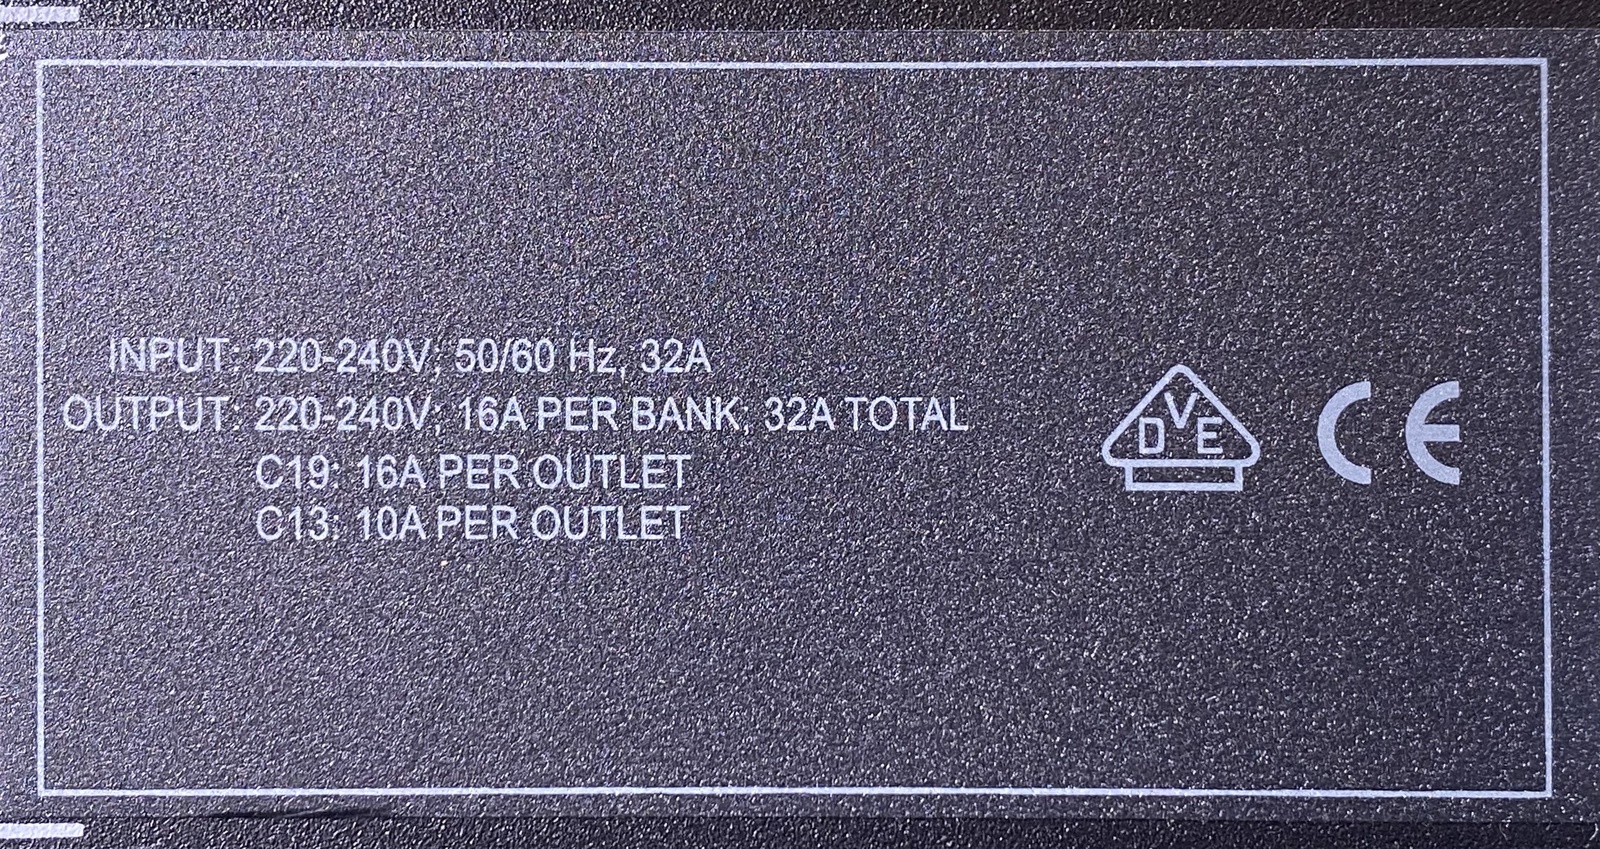 INPUT: 220-240V; 50/60 Hz, 32A
OUTPUT: 220-240V; 16A PER BANK; 32A TOTAL
C19: 16A PER OUTLET
C13: 10A PER OUTLET
DVE
CE